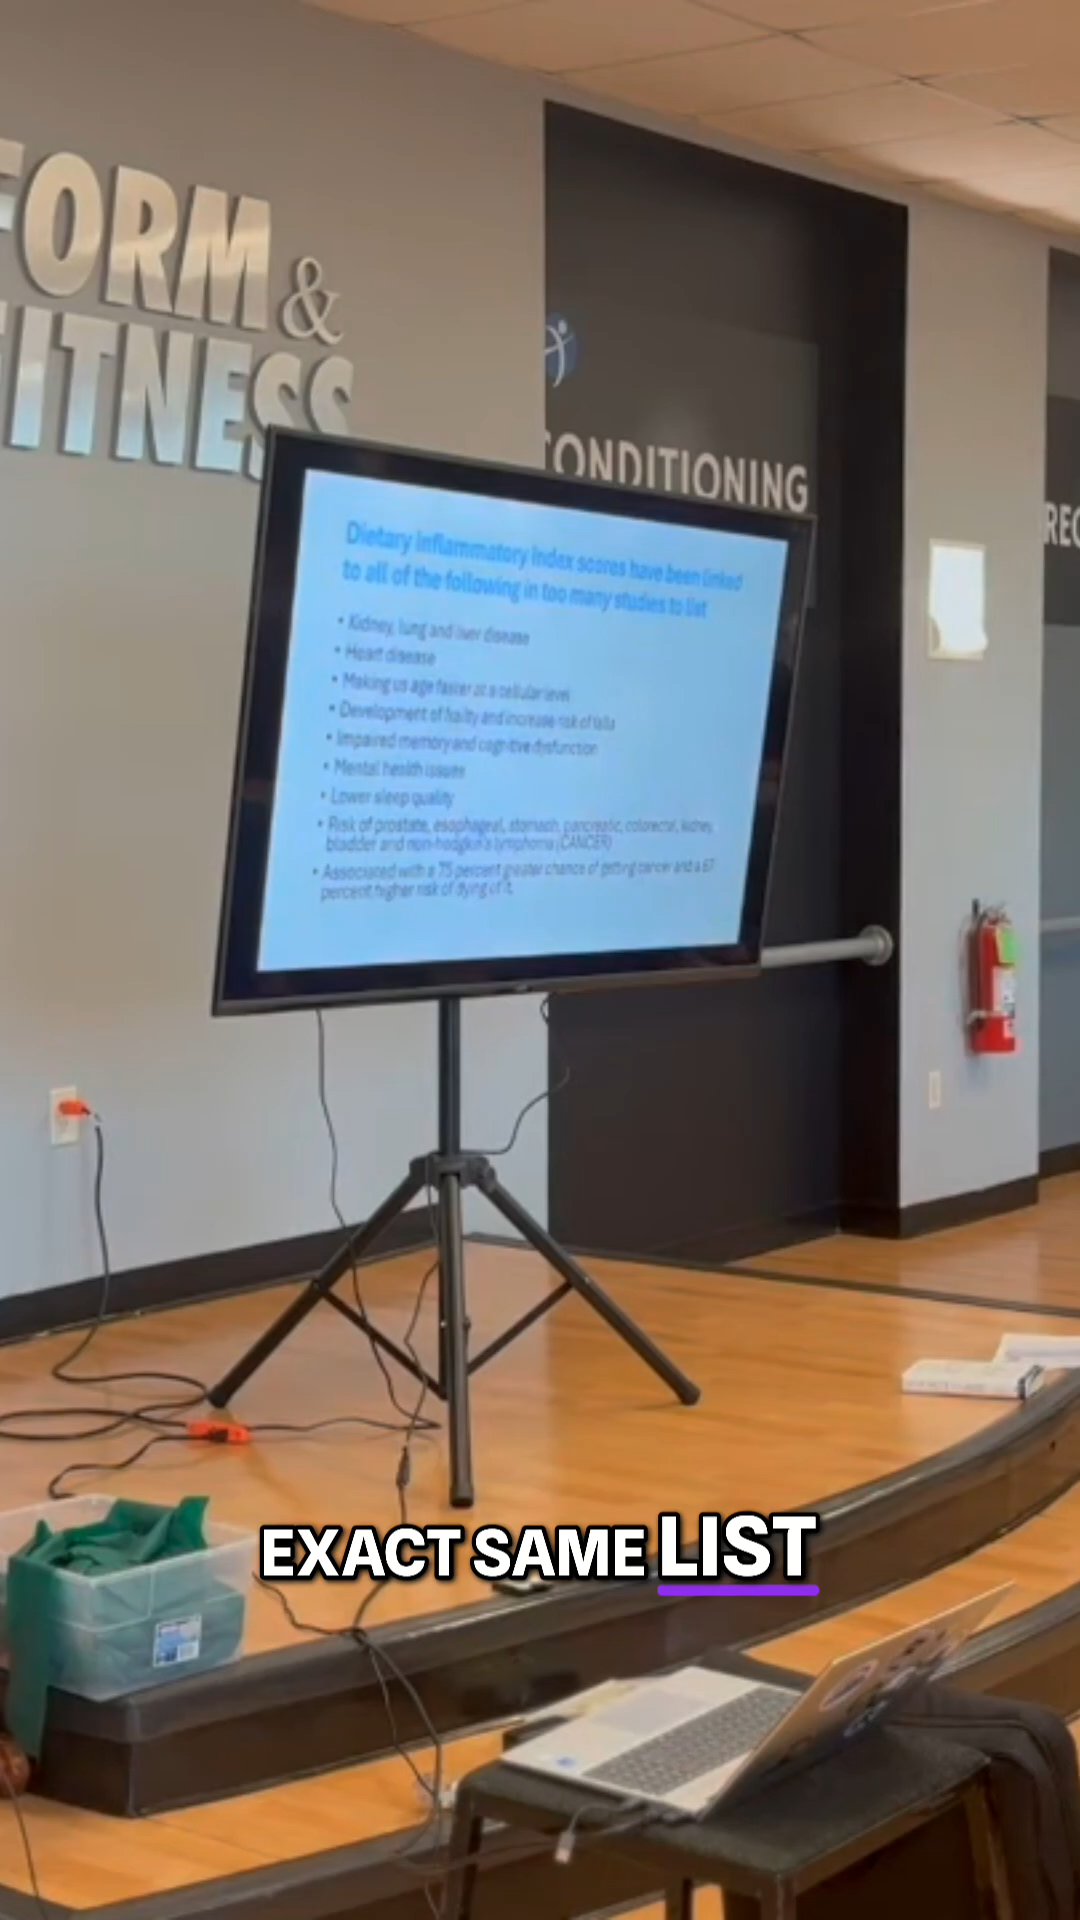 FORM &
FITNESS
CONDITIONING
REC
Dietary Inflammatory Index scores have been linked
to all of the following in too many studies to list
• Kidney, lung and liver disease
• Heart disease
• Making us age faster at a cellular level
• Development of frailty and increase risk of falls
• Impaired memory and cognitive dysfunction
• Mental health issues
• Lower sleep quality
• Risk of prostate, esophageal, stomach, pancreatic, colorectal, kidney,
bladder and non-hodgkin's lymphoma (CANCER)
• Associated with a 75 percent greater chance of getting cancer and a 67
percent higher risk of dying of it.
EXACT SAME LIST